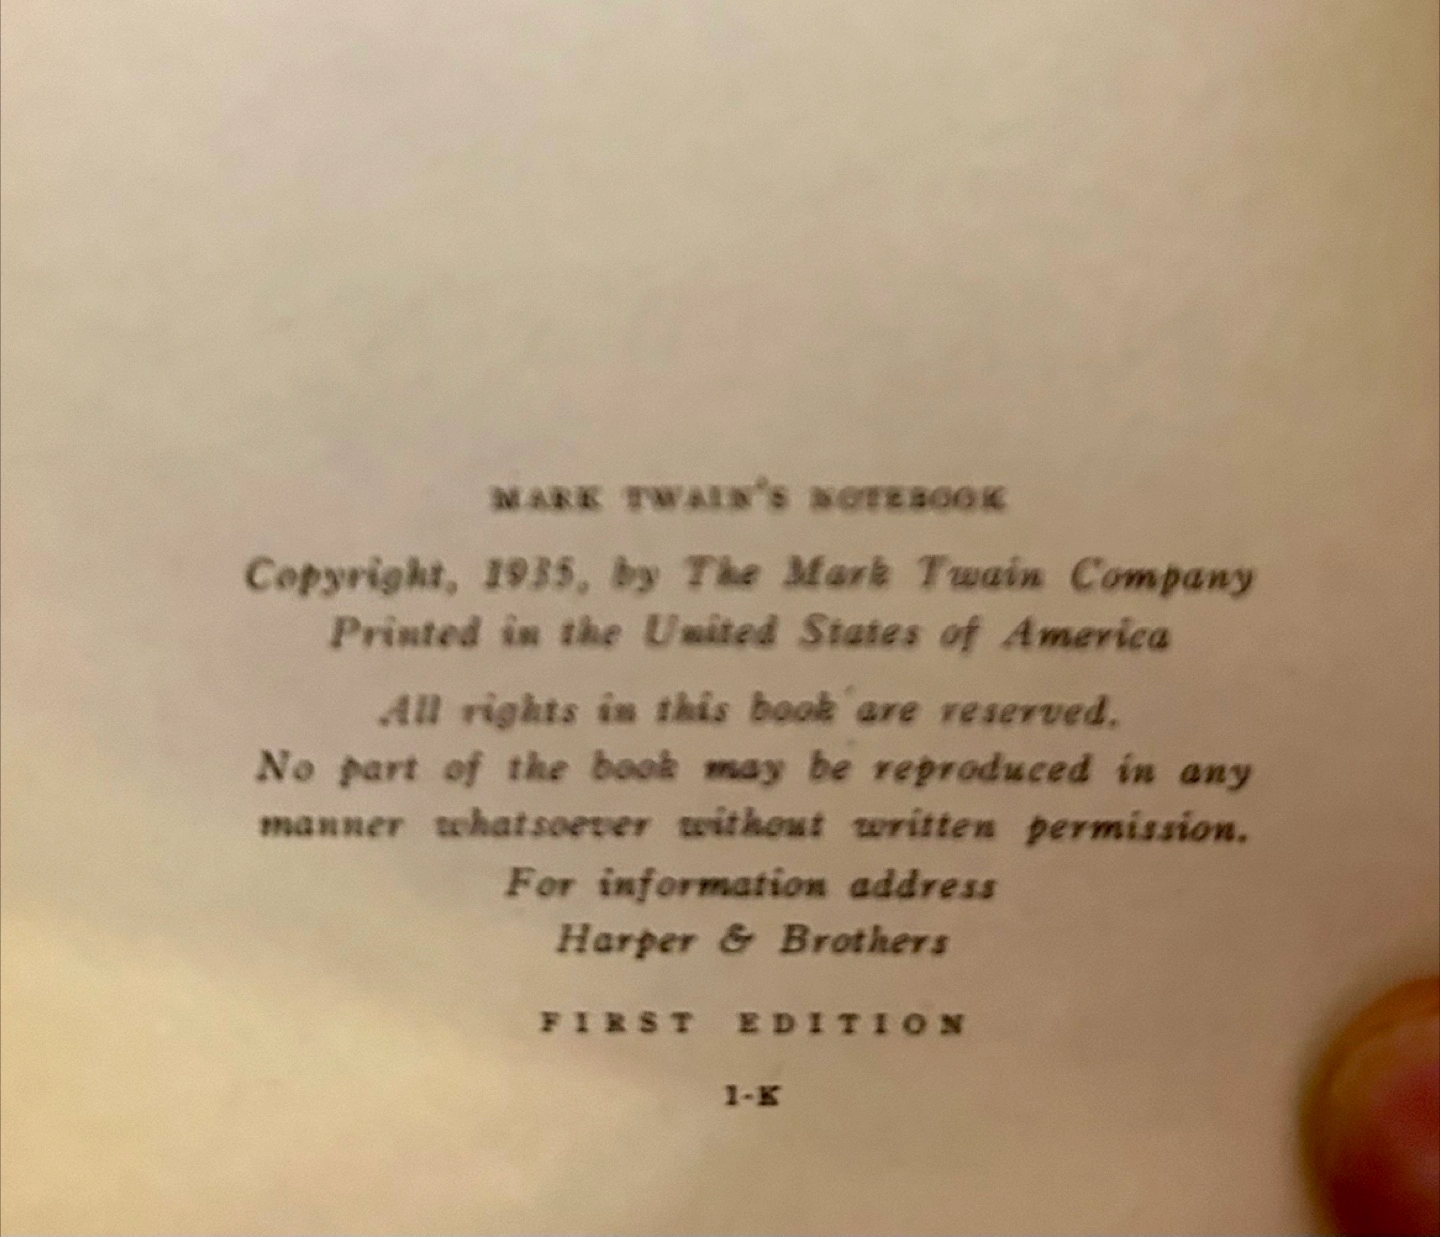 MARK TWAIN'S NOTEBOOK
Copyright, 1935, by The Mark Twain Company
Printed in the United States of America
All rights in this book are reserved.
No part of the book may be reproduced in any
manner whatsoever without written permission.
For information address
Harper & Brothers
FIRST EDITION
1-K